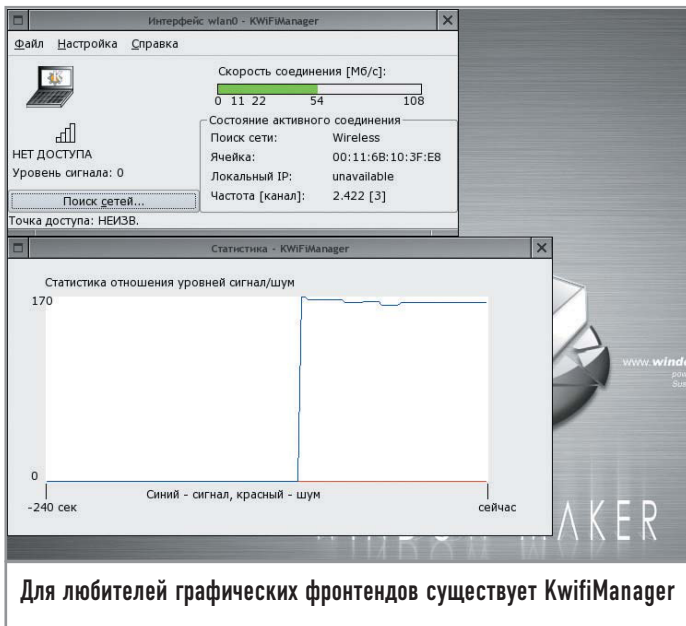 Интерфейс wlan0 - KWiFiManager
Файл Настройка Справка
Скорость соединения [Мб/с]:
0 11 22 54 108
НЕТ ДОСТУПА
Уровень сигнала: 0
Поиск сетей...
Состояние активного соединения
Поиск сети: Wireless
Ячейка: 00:11:6B:10:3F:E8
Локальный IP: unavailable
Частота [канал]: 2.422 [3]
Точка доступа: НЕИЗВ.
Статистика - KWiFiManager
Статистика отношения уровней сигнал/шум
170
0
Синий - сигнал, красный - шум
-240 сек
сейчас
www.windo
MAKER
Для любителей графических фронтендов существует KwifiManager